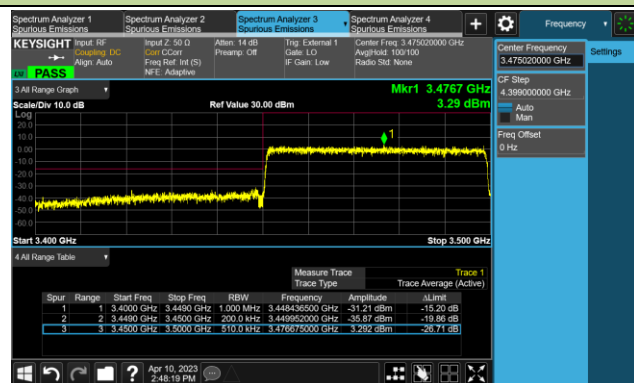 Spectrum Analyzer 1 Spectrum Analyzer 2 Spectrum Analyzer 3 Spectrum Analyzer 4
Spurious Emissions Spurious Emissions Spurious Emissions Spurious Emissions
+ Frequency
KEYSIGHT Input: RF Input Z: 50 Ω Atten: 14 dB Trig: External 1 Center Freq: 3.475020000 GHz
Coupling: DC Corr CCorr Preamp: Off Gate: LO Avg|Hold: 100/100
Align: Auto Freq Ref: Int (S) IF Gain: Low Radio Std: None
NFE: Adaptive
PASS
Center Frequency Settings
3.475020000 GHz
CF Step
4.399000000 GHz
Auto
Man
Freq Offset
0 Hz
3 All Range Graph
Mkr1 3.4767 GHz
Scale/Div 10.0 dB Ref Value 30.00 dBm 3.29 dBm
Log
20.0
10.0
0.00
-10.0
-20.0
-30.0
-40.0
-50.0
-60.0
1
Start 3.400 GHz Stop 3.500 GHz
4 All Range Table
Measure Trace Trace 1
Trace Type Trace Average (Active)
Spur Range Start Freq Stop Freq RBW Frequency Amplitude ΔLimit
1 1 3.4000 GHz 3.4490 GHz 1.000 MHz 3.448436500 GHz -31.21 dBm -15.20 dB
2 2 3.4490 GHz 3.4500 GHz 200.0 kHz 3.449952000 GHz -35.87 dBm -19.86 dB
3 3 3.4500 GHz 3.5000 GHz 510.0 kHz 3.476675000 GHz 3.292 dBm -26.71 dB
? Apr 10, 2023
2:48:19 PM